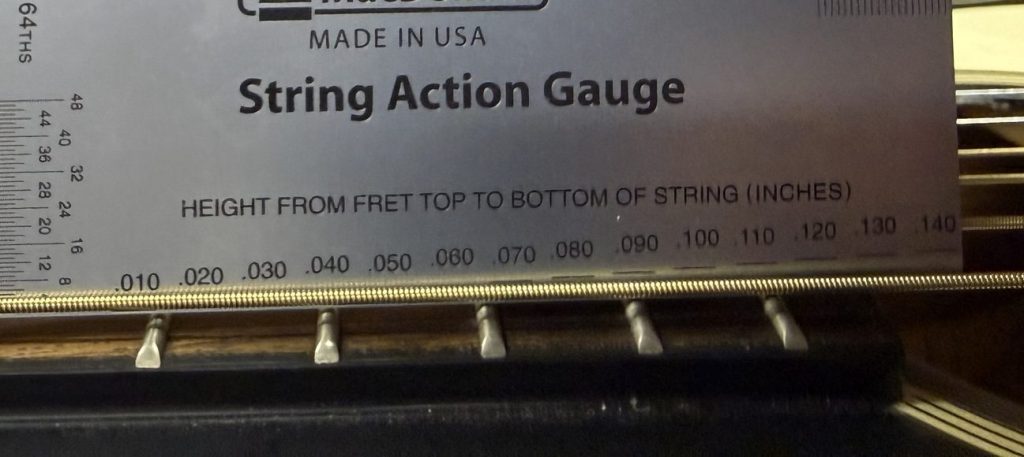 MADE IN USA
String Action Gauge
HEIGHT FROM FRET TOP TO BOTTOM OF STRING (INCHES)
.010 .020 .030 .040 .050 .060 .070 .080 .090 .100 .110 .120 .130 .140
64THS
48
44
40
36
32
28
24
20
16
12
8